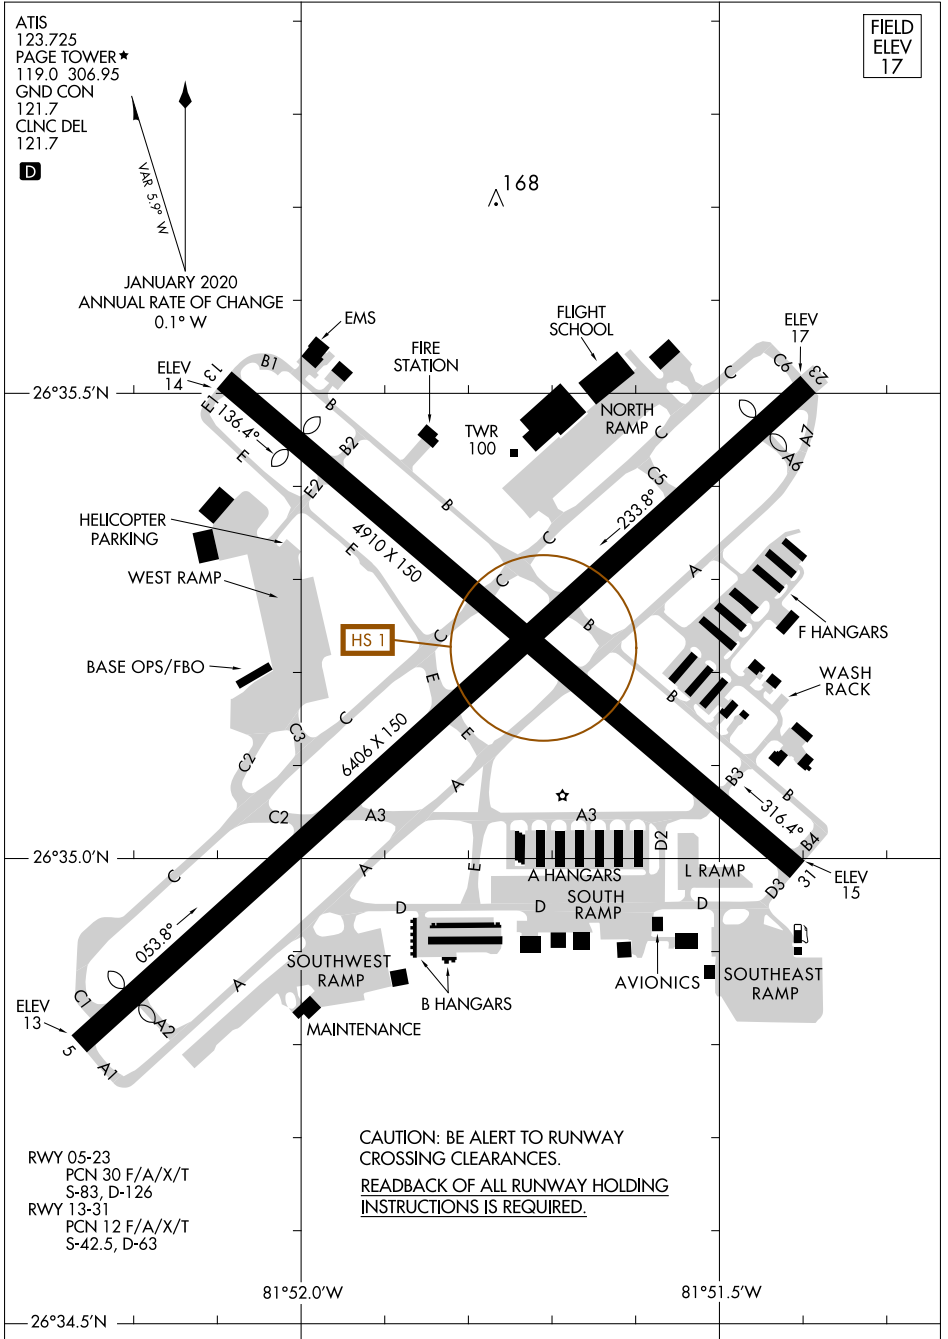 ATIS
123.725
PAGE TOWER★
119.0 306.95
GND CON
121.7
CLNC DEL
121.7
D
FIELD
ELEV
17
VAR 5.9° W
168
JANUARY 2020
ANNUAL RATE OF CHANGE
0.1° W
EMS
FIRE
STATION
FLIGHT
SCHOOL
ELEV
17
ELEV
14
13
B1
C
C6
23
26°35.5'N
E1
136.4°
B
B2
TWR
100
NORTH
RAMP
C
A7
A6
E
E2
C5
B
233.8°
HELICOPTER
PARKING
4910 X 150
E
C
WEST RAMP
C
A
HS 1
C
B
F HANGARS
BASE OPS/FBO
E
B
WASH
RACK
C
C3
6406 X 150
E
C2
A
B3
B
316.4°
C2
A3
A3
D2
B4
26°35.0'N
C
A
E
A HANGARS
L RAMP
31
D3
ELEV
15
SOUTH
RAMP
D
D
D
053.8°
SOUTHWEST
RAMP
B HANGARS
AVIONICS
SOUTHEAST
RAMP
A
C1
ELEV
13
A2
MAINTENANCE
5
A1
CAUTION: BE ALERT TO RUNWAY
CROSSING CLEARANCES.
READBACK OF ALL RUNWAY HOLDING
INSTRUCTIONS IS REQUIRED.
RWY 05-23
PCN 30 F/A/X/T
S-83, D-126
RWY 13-31
PCN 12 F/A/X/T
S-42.5, D-63
81°52.0'W
81°51.5'W
26°34.5'N